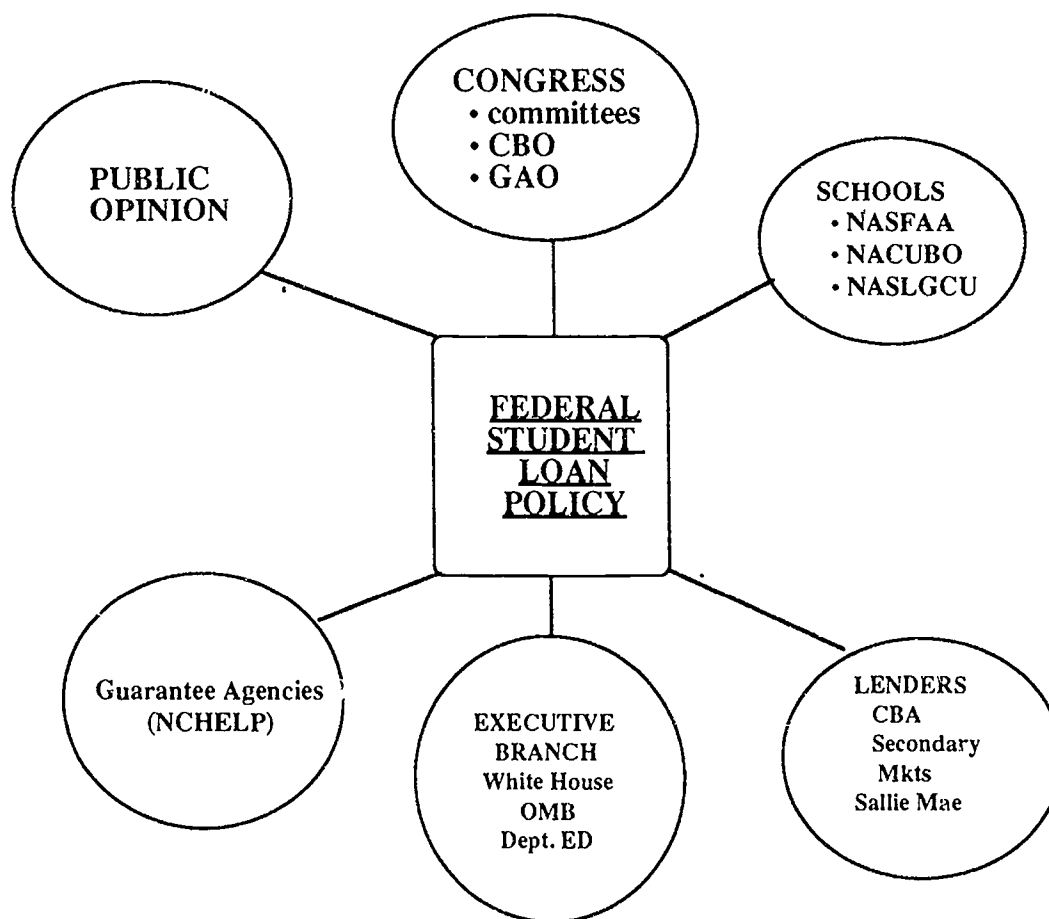 CONGRESS
• committees
• CBO
• GAO
PUBLIC
OPINION
SCHOOLS
• NASFAA
• NACUBO
• NASLGCU
FEDERAL
STUDENT
LOAN
POLICY
Guarantee Agencies
(NCHELP)
EXECUTIVE
BRANCH
White House
OMB
Dept. ED
LENDERS
CBA
Secondary
Mkts
Sallie Mae